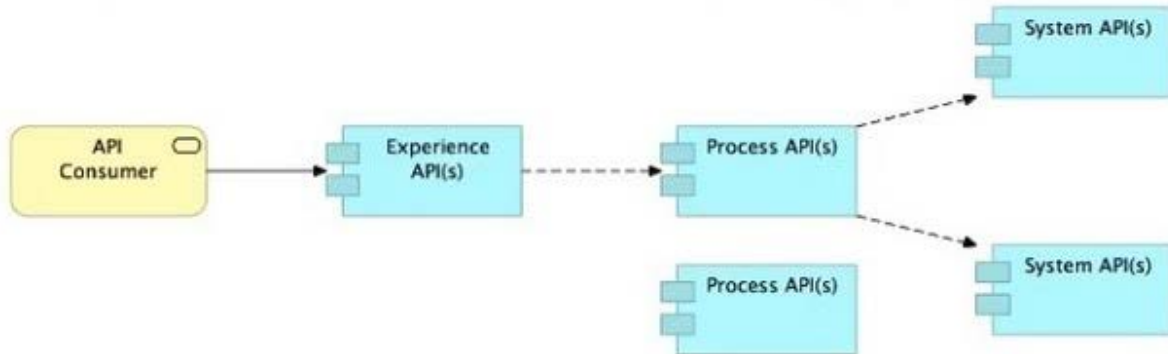 System API(s)
API
Consumer
Experience
API(s)
Process API(s)
System API(s)
Process API(s)